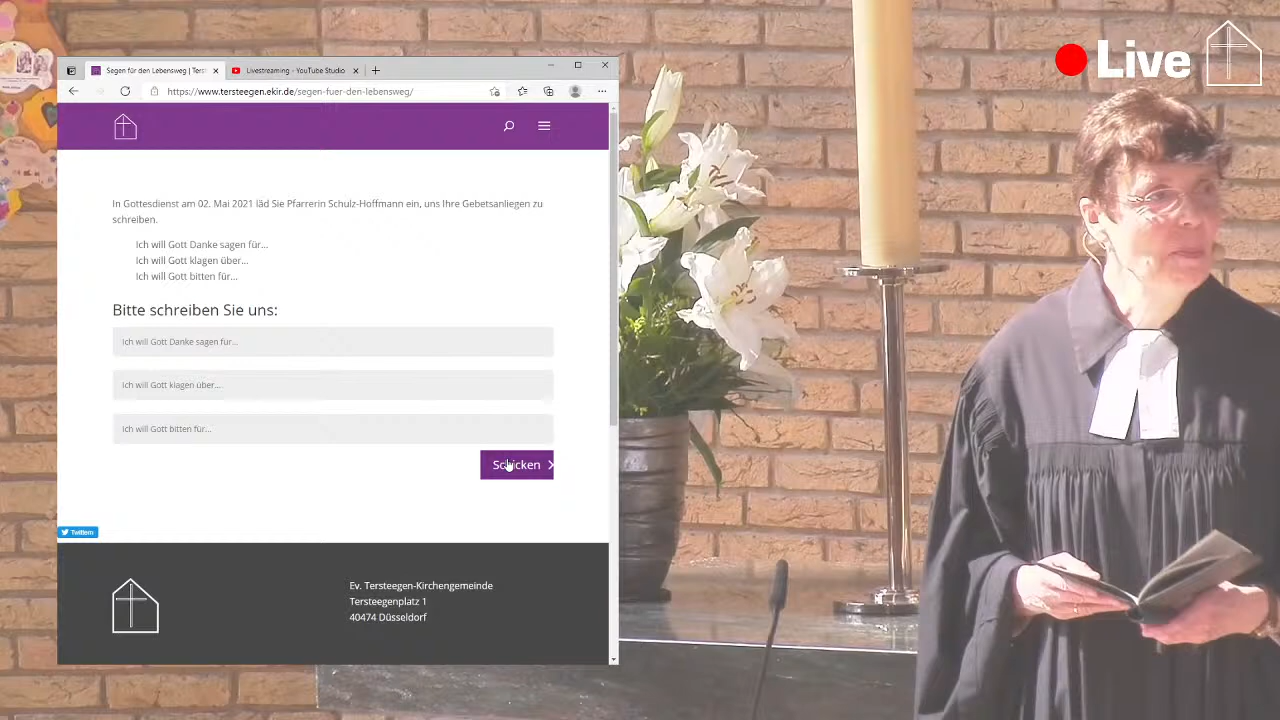 Live
Segen für den Lebensweg | Terst
Livestreaming - YouTube Studio
https://www.tersteegen.ekir.de/segen-fuer-den-lebensweg/
In Gottesdienst am 02. Mai 2021 läd Sie Pfarrerin Schulz-Hoffmann ein, uns Ihre Gebetsanliegen zu
schreiben.
Ich will Gott Danke sagen für...
Ich will Gott klagen über...
Ich will Gott bitten für...
Bitte schreiben Sie uns:
Ich will Gott Danke sagen für...
Ich will Gott klagen über...
Ich will Gott bitten für...
Schicken
Twittern
Ev. Tersteegen-Kirchengemeinde
Tersteegenplatz 1
40474 Düsseldorf